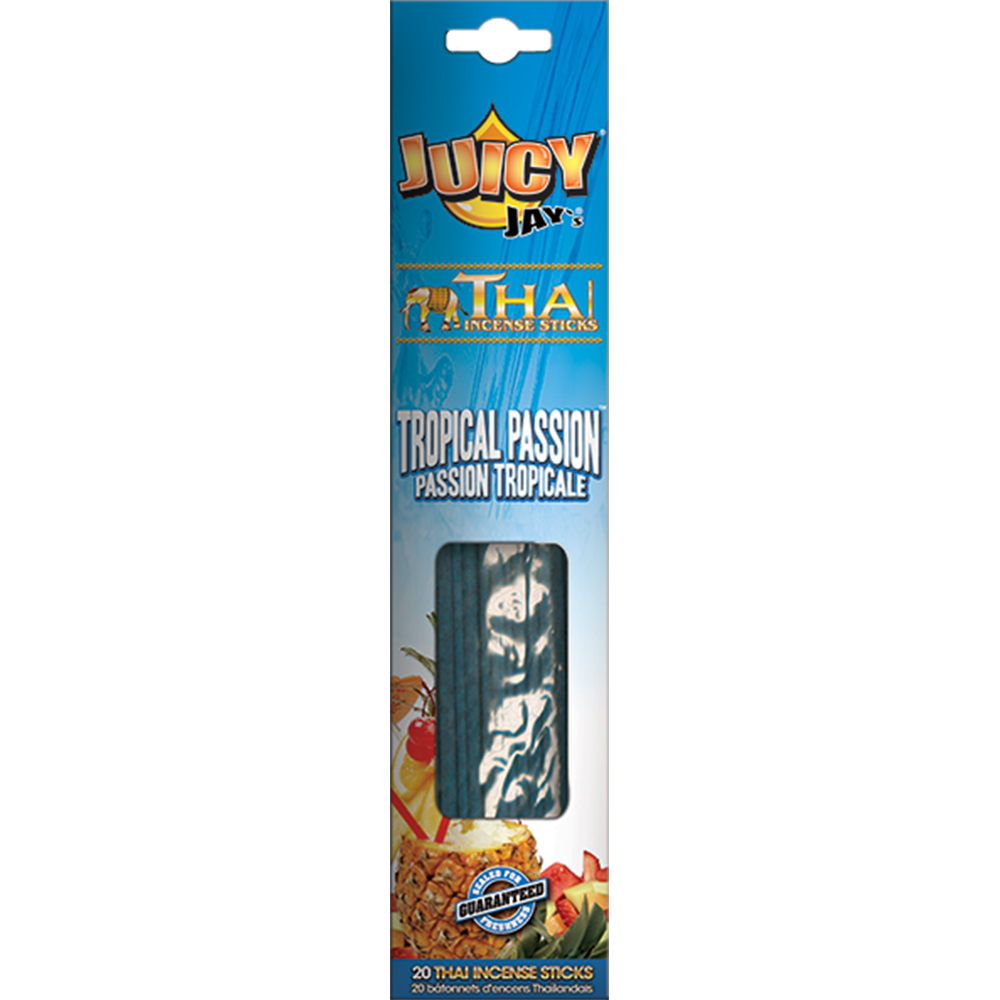 JUICY®
JAY's®
THAI
INCENSE STICKS
TROPICAL PASSION™
PASSION TROPICALE
SEALED FOR
GUARANTEED
FRESHNESS
20 THAI INCENSE STICKS
20 bâtonnets d'encens Thaïlandais